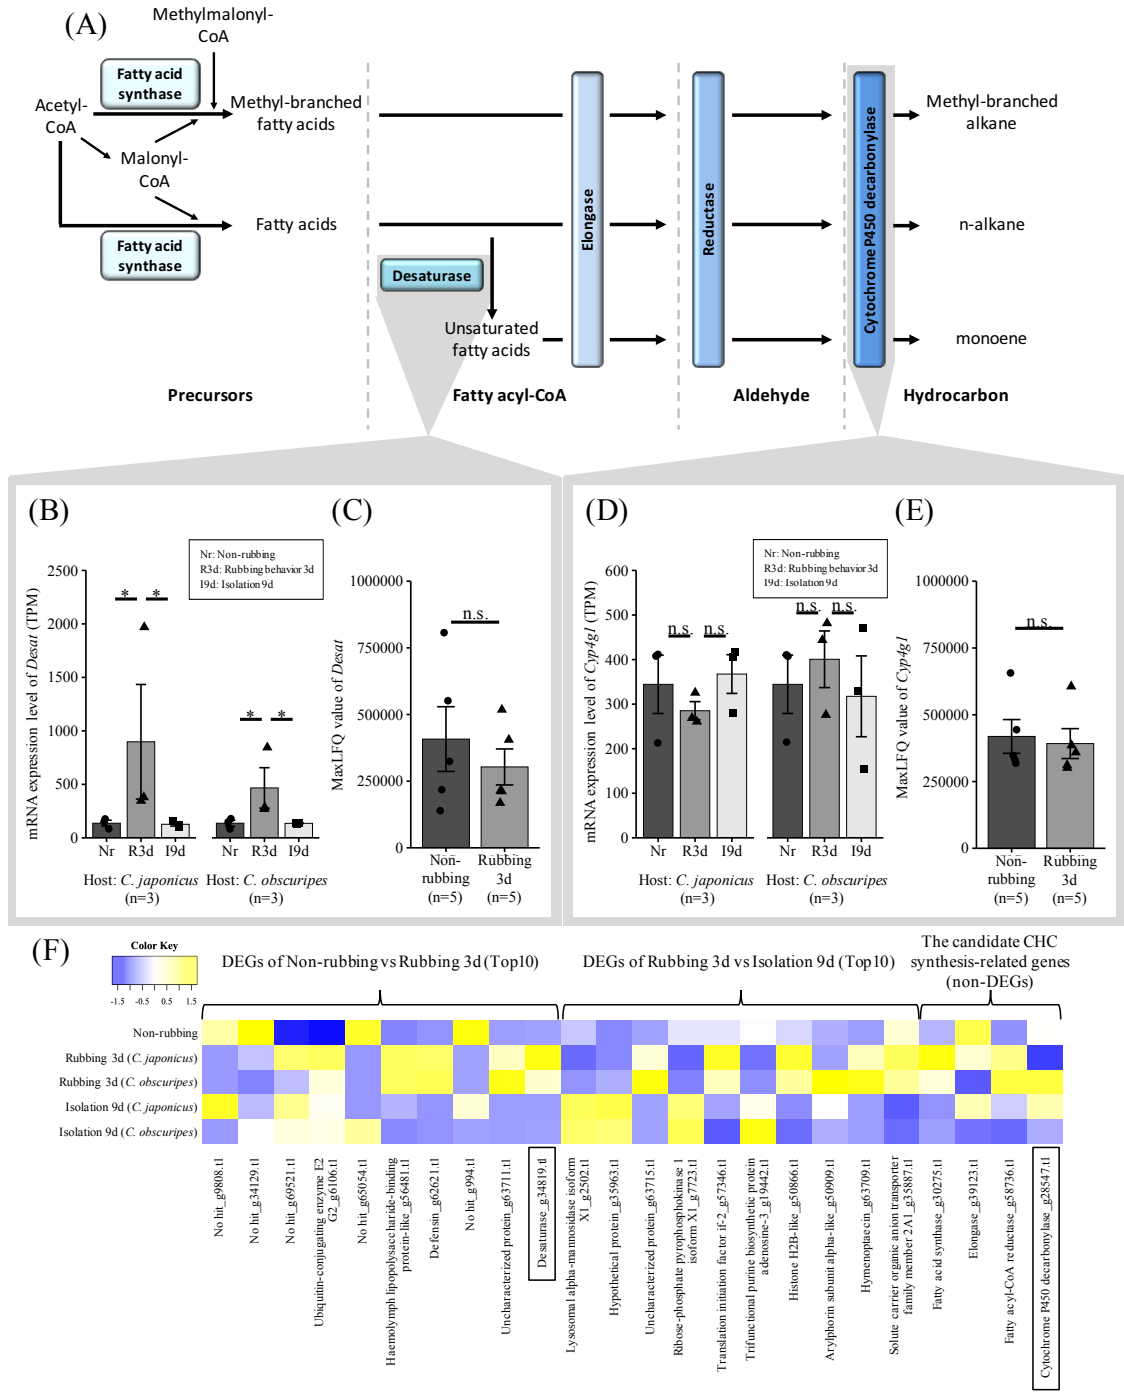 (A)
Methylmalonyl-
CoA
Fatty acid
synthase
Acetyl-
CoA
Methyl-branched
fatty acids
Malonyl-
CoA
Fatty acids
Fatty acid
synthase
Desaturase
Unsaturated
fatty acids
Elongase
Reductase
Cytochrome P450 decarbonylase
Methyl-branched
alkane
n-alkane
monoene
Precursors
Fatty acyl-CoA
Aldehyde
Hydrocarbon
(B)
Nr: Non-rubbing
R3d: Rubbing behavior 3d
I9d: Isolation 9d
mRNA expression level of Desat (TPM)
2500
2000
1500
1000
500
0
* *
* *
Nr R3d I9d
Nr R3d I9d
Host: C. japonicus
(n=3)
Host: C. obscuripes
(n=3)
(C)
MaxLFQ value of Desat
1000000
750000
500000
250000
0
n.s.
Non-
rubbing
(n=5)
Rubbing
3d
(n=5)
(D)
Nr: Non-rubbing
R3d: Rubbing behavior 3d
I9d: Isolation 9d
mRNA expression level of Cyp4g1 (TPM)
600
500
400
300
200
100
0
n.s. n.s.
n.s. n.s.
Nr R3d I9d
Nr R3d I9d
Host: C. japonicus
(n=3)
Host: C. obscuripes
(n=3)
(E)
MaxLFQ value of Cyp4g1
1000000
750000
500000
250000
0
n.s.
Non-
rubbing
(n=5)
Rubbing
3d
(n=5)
(F)
Color Key
-1.5 -0.5 0.5 1.5
DEGs of Non-rubbing vs Rubbing 3d (Top10)
DEGs of Rubbing 3d vs Isolation 9d (Top10)
The candidate CHC
synthesis-related genes
(non-DEGs)
Non-rubbing
Rubbing 3d (C. japonicus)
Rubbing 3d (C. obscuripes)
Isolation 9d (C. japonicus)
Isolation 9d (C. obscuripes)
No hit_g9808.t1
No hit_g34129.t1
No hit_g69521.t1
Ubiquitin-conjugating enzyme E2
G2_g6106.t1
No hit_g65054.t1
Haemolymph lipopolysaccharide-binding
protein-like_g56481.t1
Defensin_g62621.t1
No hit_g994.t1
Uncharacterized protein_g63711.t1
Desaturase_g34819.t1
Lysosomal alpha-mannosidase isoform
X1_g2502.t1
Hypothetical protein_g35963.t1
Uncharacterized protein_g63715.t1
Ribose-phosphate pyrophosphokinase 1
isoform X1_g7723.t1
Translation initiation factor if-2_g57346.t1
Trifunctional purine biosynthetic protein
adenosine-3_g19442.t1
Histone H2B-like_g50866.t1
Arylphorin subunit alpha-like_g50909.t1
Hymenoptaecin_g63709.t1
Solute carrier organic anion transporter
family member 2A1_g35887.t1
Fatty acid synthase_g30275.t1
Elongase_g39123.t1
Fatty acyl-CoA reductase_g58736.t1
Cytochrome P450 decarbonylase_g28547.t1